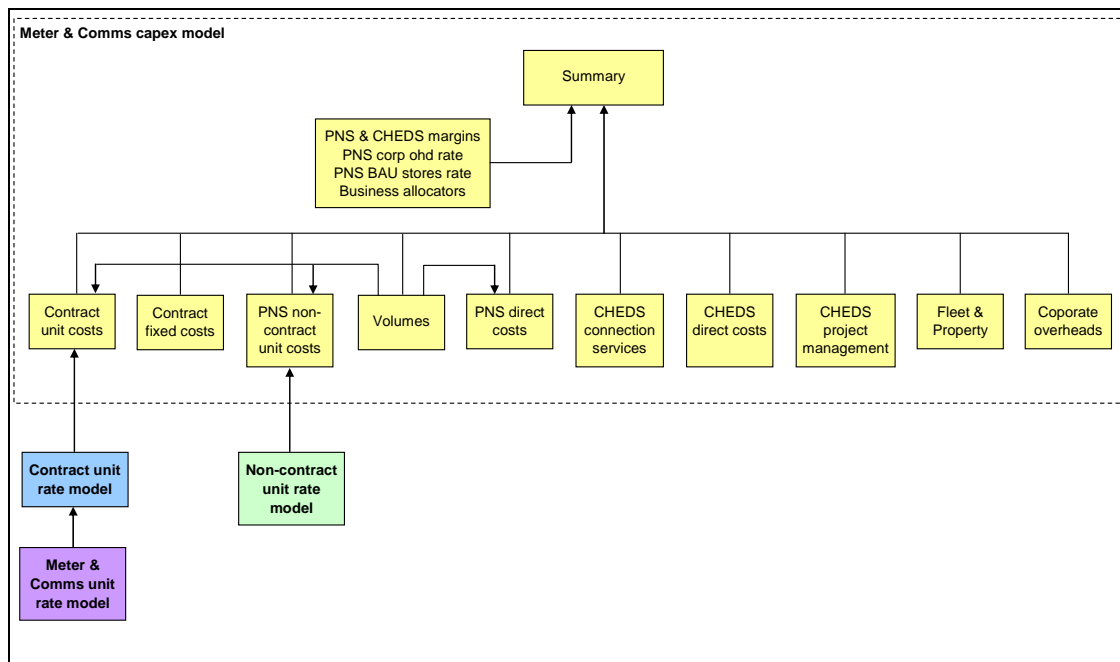 Meter & Comms capex model
Summary
PNS & CHEDS margins
PNS corp ohd rate
PNS BAU stores rate
Business allocators
Contract
unit costs
Contract
fixed costs
PNS non-
contract
unit costs
Volumes
PNS direct
costs
CHEDS
connection
services
CHEDS
direct costs
CHEDS
project
management
Fleet &
Property
Coporate
overheads
Contract unit
rate model
Non-contract
unit rate
model
Meter &
Comms unit
rate model